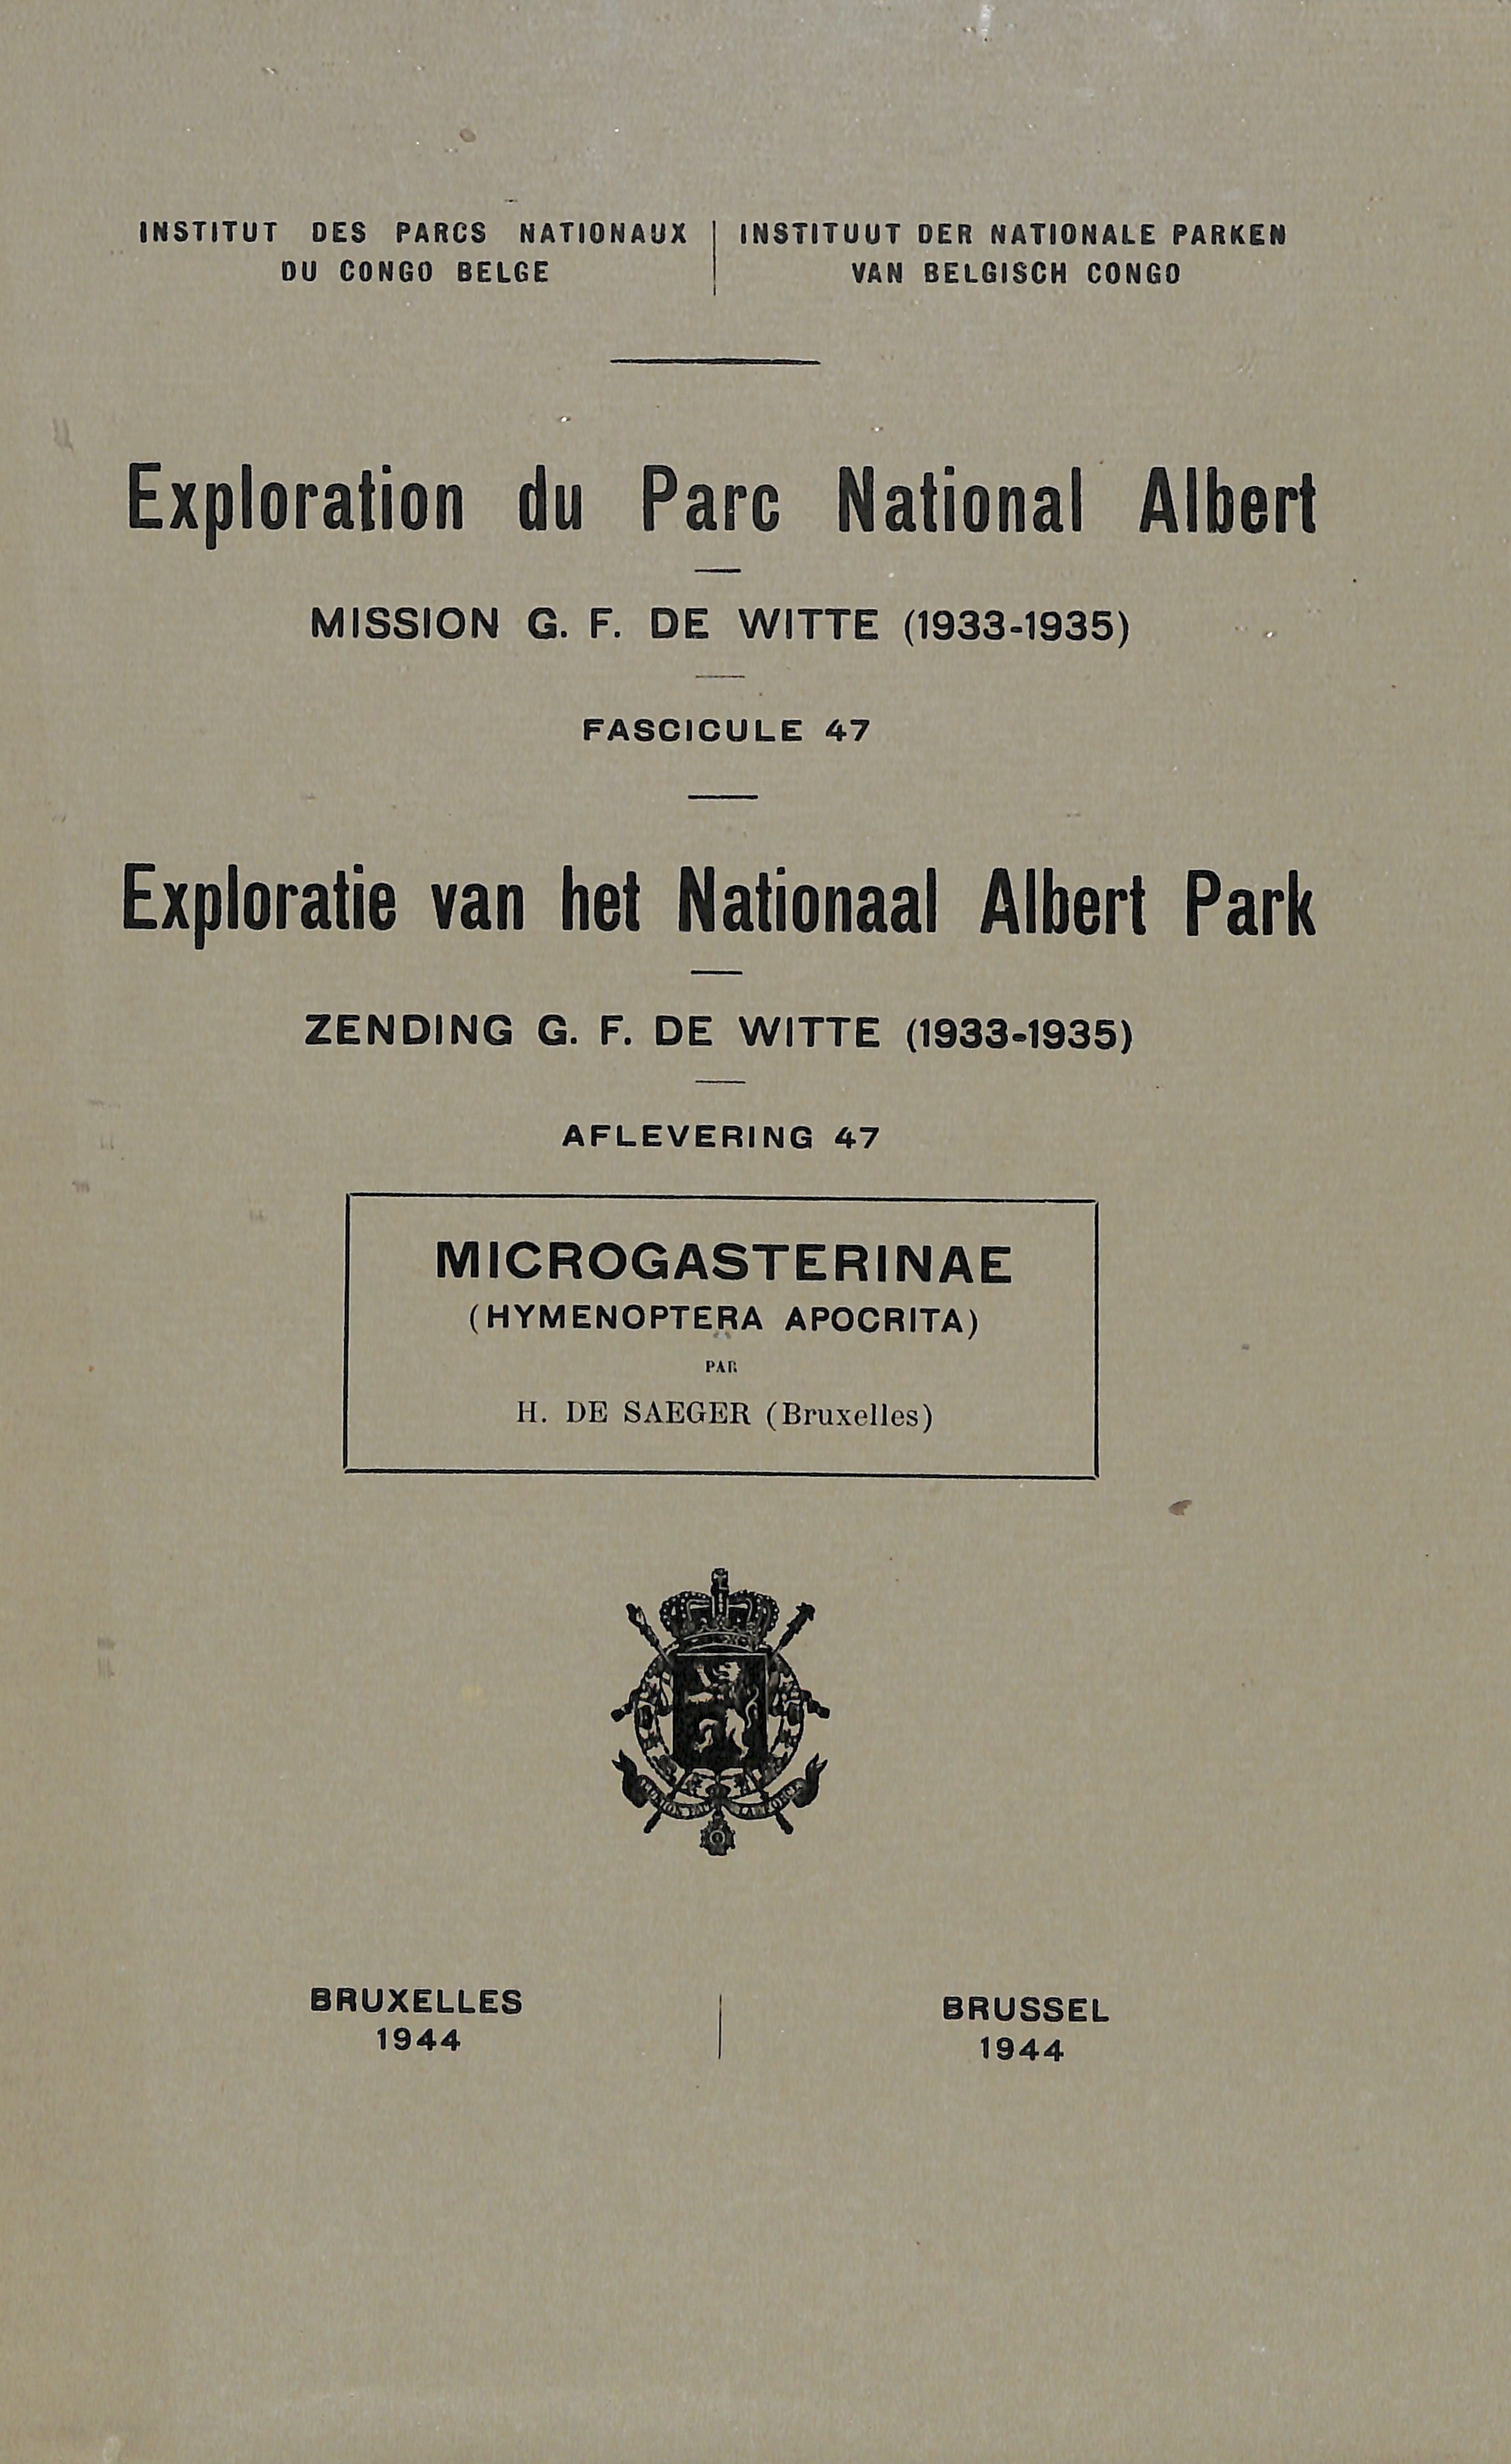 INSTITUT DES PARCS NATIONAUX
DU CONGO BELGE
INSTITUUT DER NATIONALE PARKEN
VAN BELGISCH CONGO
Exploration du Parc National Albert
MISSION G. F. DE WITTE (1933-1935)
FASCICULE 47
Exploratie van het Nationaal Albert Park
ZENDING G. F. DE WITTE (1933-1935)
AFLEVERING 47
MICROGASTERINAE
(HYMENOPTERA APOCRITA)
PAR
H. DE SAEGER (Bruxelles)
BRUXELLES
1944
BRUSSEL
1944